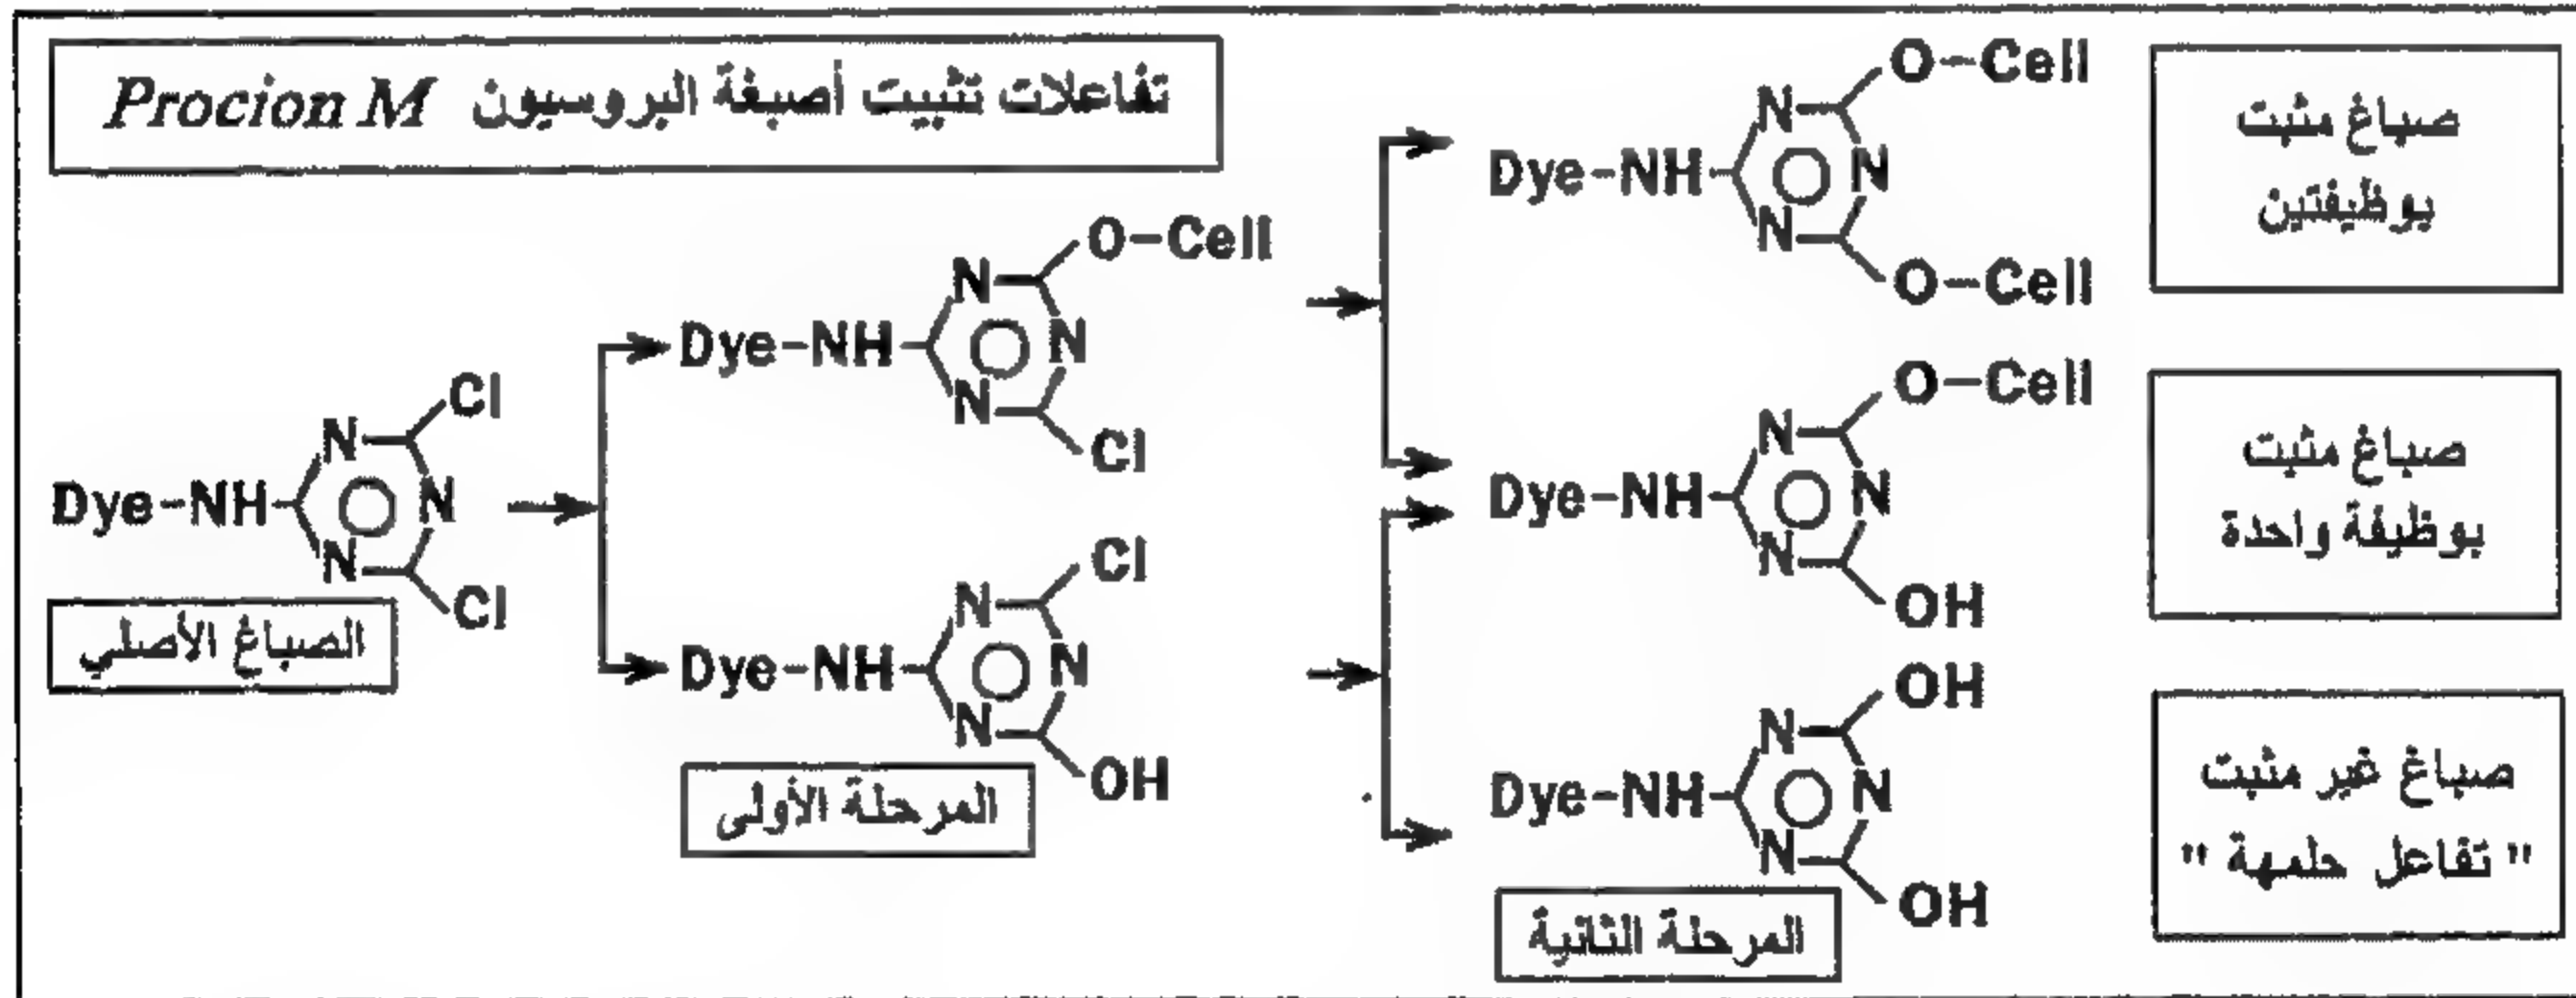 تفاعلات تثبيت أصبغة البروسيون Procion M
Dye-NH
N
N
N
Cl
Cl
الصباغ الأصلي
Dye-NH
N
N
N
O-Cell
Cl
Dye-NH
N
N
N
Cl
OH
المرحلة الأولى
Dye-NH
N
N
N
O-Cell
O-Cell
صباغ مثبت
بوظيفتين
Dye-NH
N
N
N
O-Cell
OH
صباغ مثبت
بوظيفة واحدة
Dye-NH
N
N
N
OH
OH
صباغ غير مثبت
" تفاعل حلمهة "
المرحلة الثانية